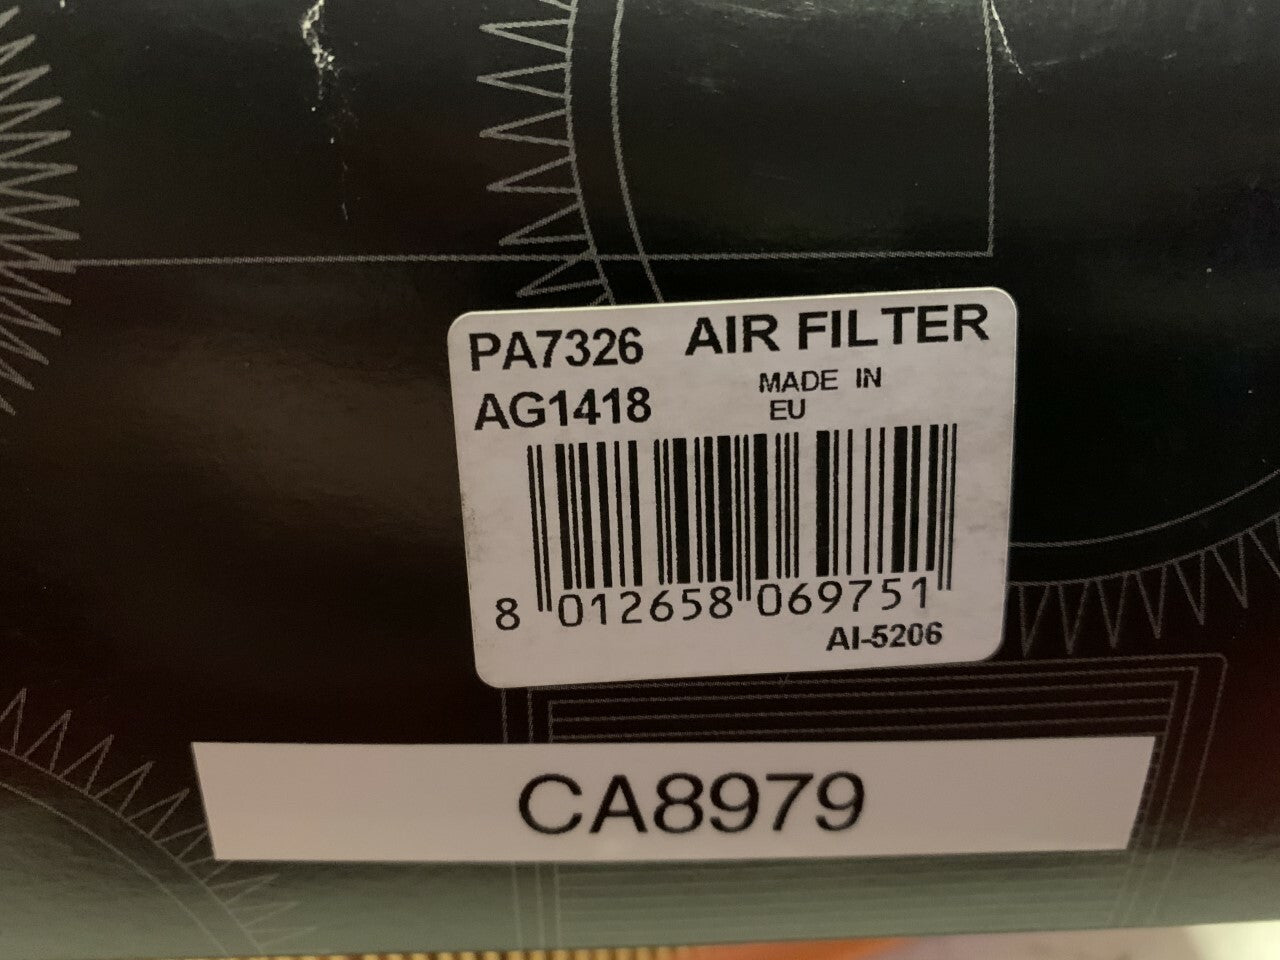 PA7326 AIR FILTER
AG1418 MADE IN
EU
8 012658 069751
AI-5206
CA8979